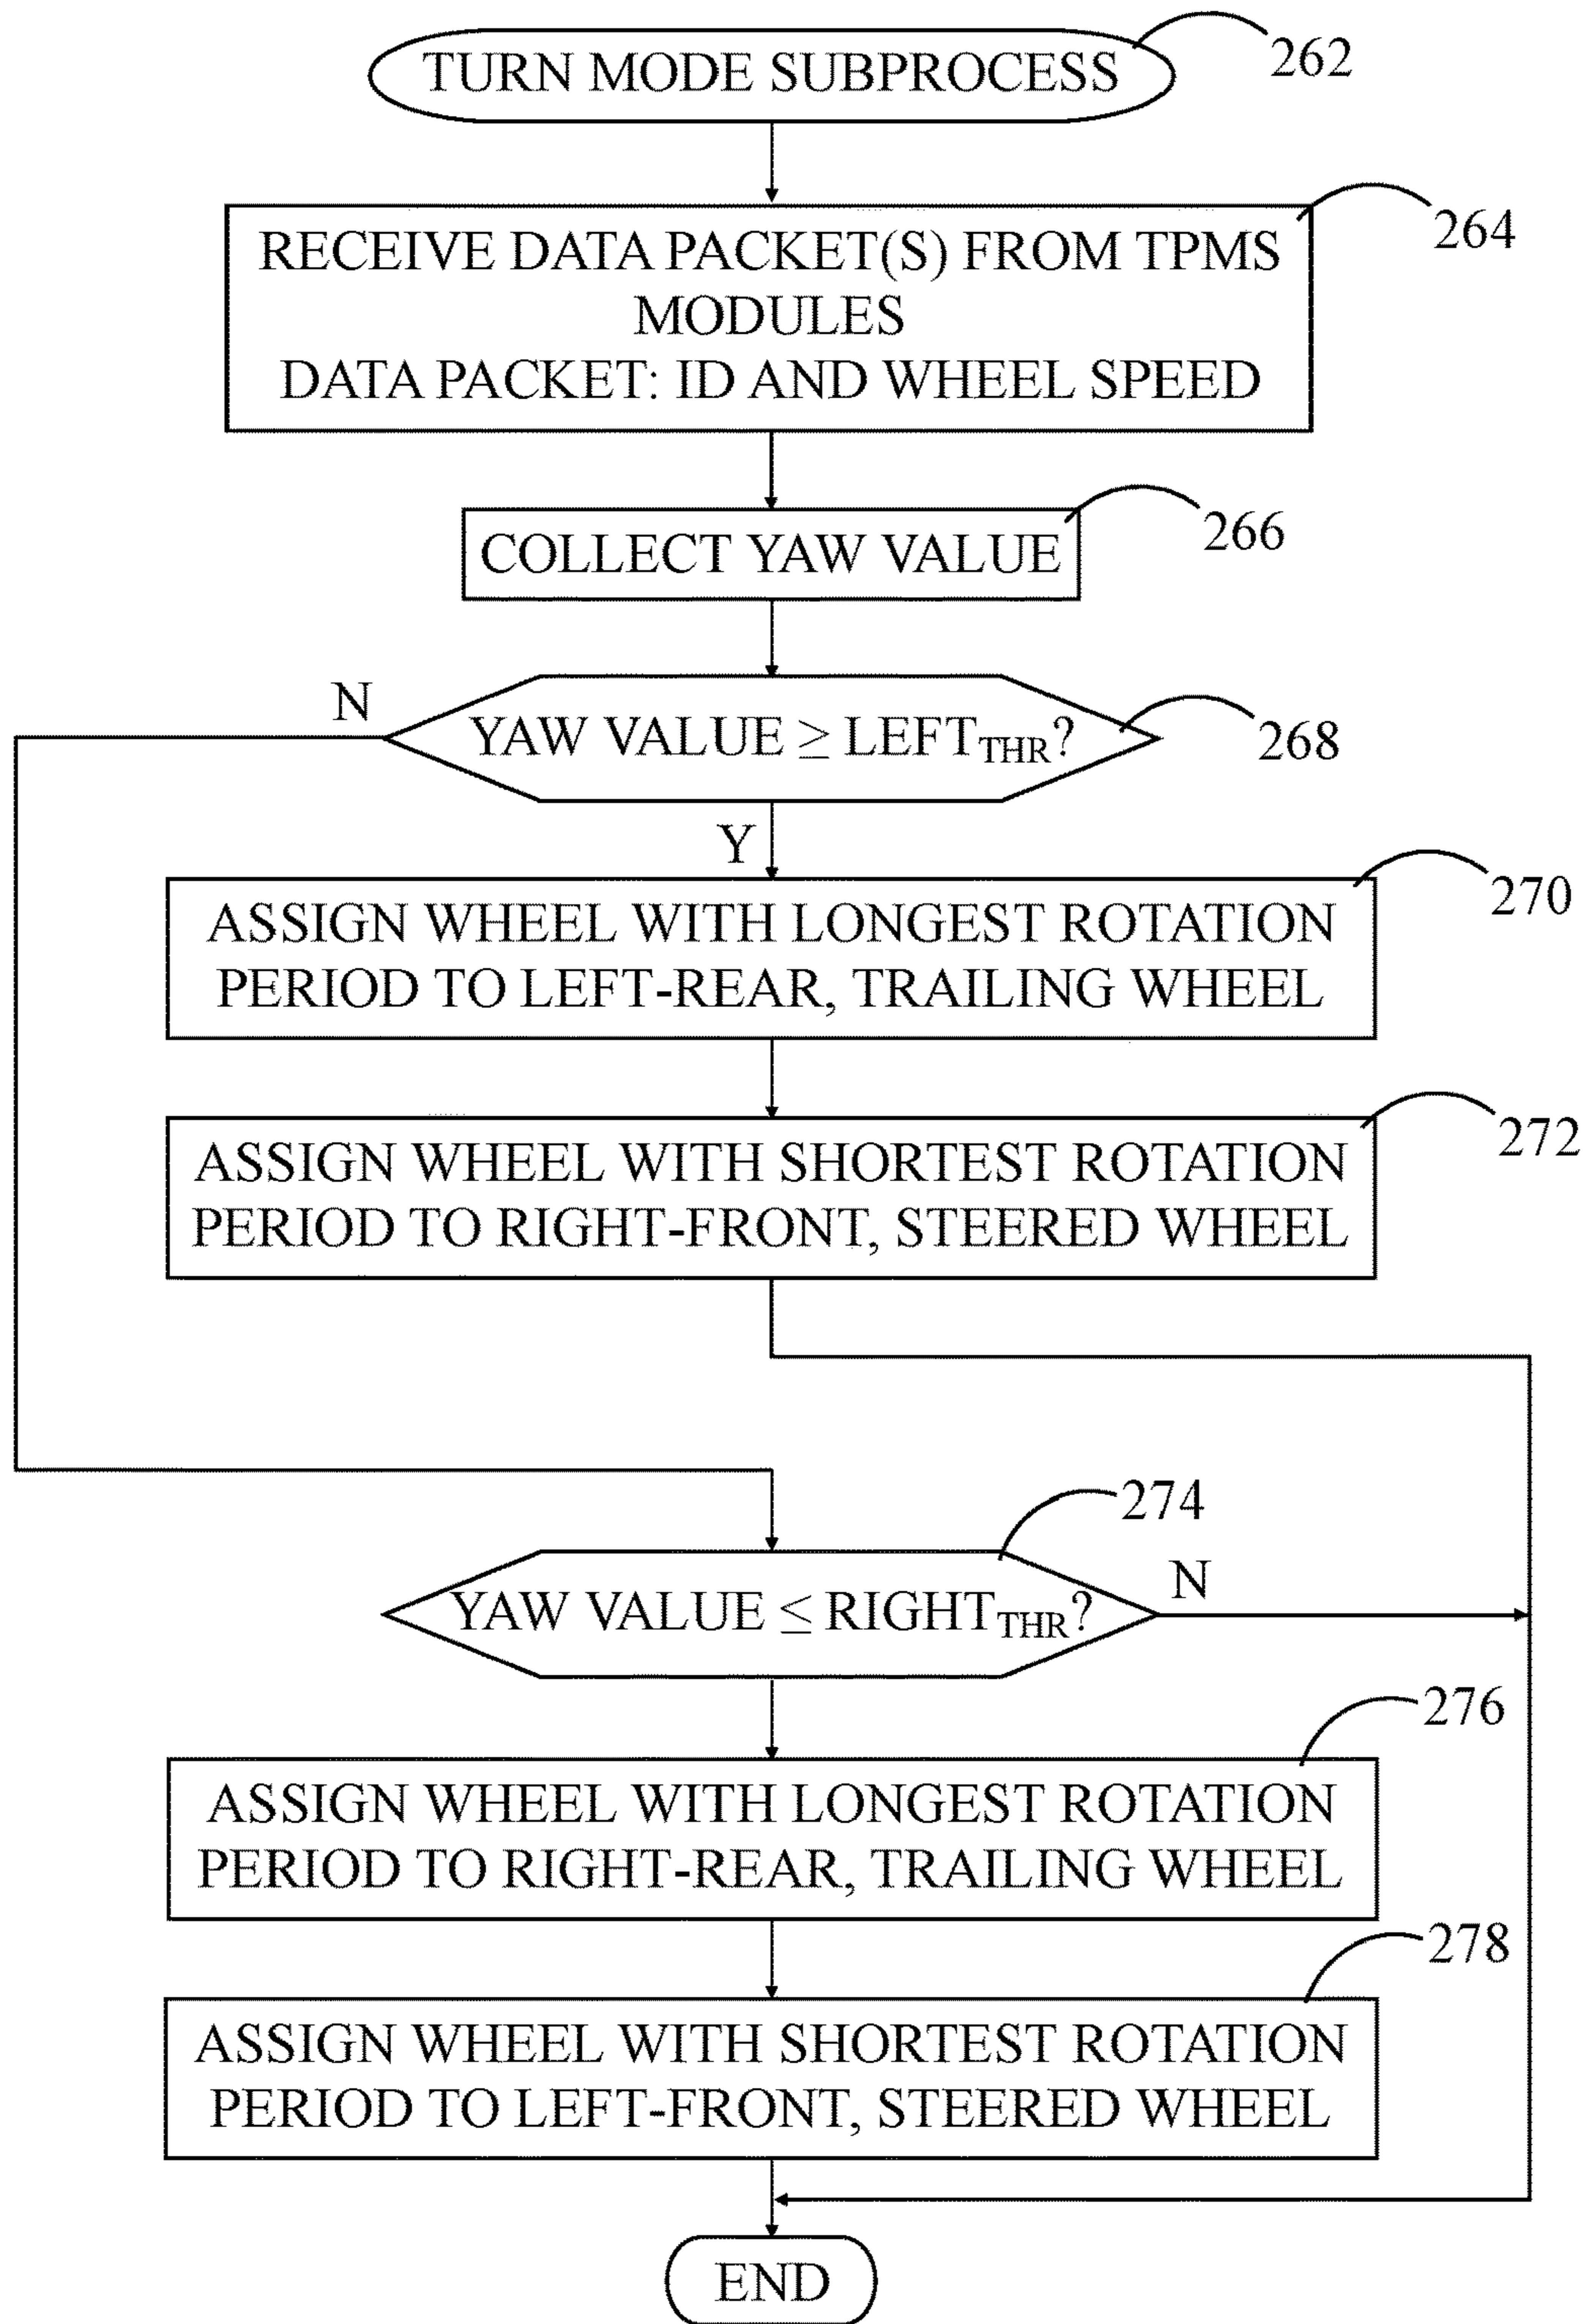 TURN MODE SUBPROCESS
262
RECEIVE DATA PACKET(S) FROM TPMS
MODULES
DATA PACKET: ID AND WHEEL SPEED
264
COLLECT YAW VALUE
266
N
YAW VALUE ≥ LEFTTHR?
268
Y
ASSIGN WHEEL WITH LONGEST ROTATION
PERIOD TO LEFT-REAR, TRAILING WHEEL
270
ASSIGN WHEEL WITH SHORTEST ROTATION
PERIOD TO RIGHT-FRONT, STEERED WHEEL
272
274
YAW VALUE ≤ RIGHTTHR?
N
276
ASSIGN WHEEL WITH LONGEST ROTATION
PERIOD TO RIGHT-REAR, TRAILING WHEEL
278
ASSIGN WHEEL WITH SHORTEST ROTATION
PERIOD TO LEFT-FRONT, STEERED WHEEL
END